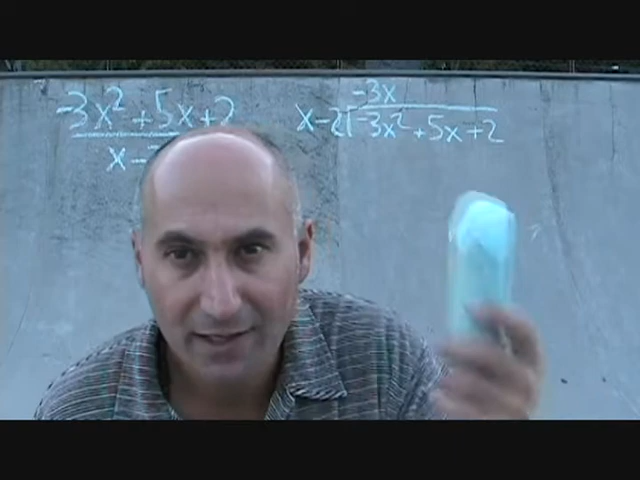 -3x² + 5x + 2
x -
-3x
x-2 -3x² + 5x + 2